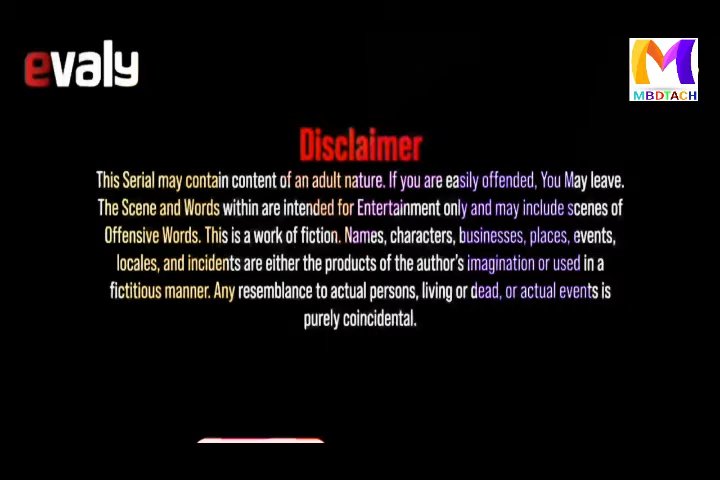 evaly
MBDTACH
Disclaimer
This Serial may contain content of an adult nature. If you are easily offended, You May leave.
The Scene and Words within are intended for Entertainment only and may include scenes of
Offensive Words. This is a work of fiction. Names, characters, businesses, places, events,
locales, and incidents are either the products of the author's imagination or used in a
fictitious manner. Any resemblance to actual persons, living or dead, or actual events is
purely coincidental.